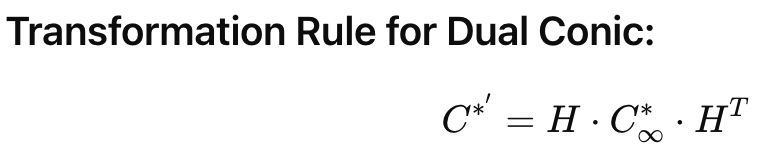 Transformation Rule for Dual Conic:
C*′ = H · C*∞ · Hᵀ